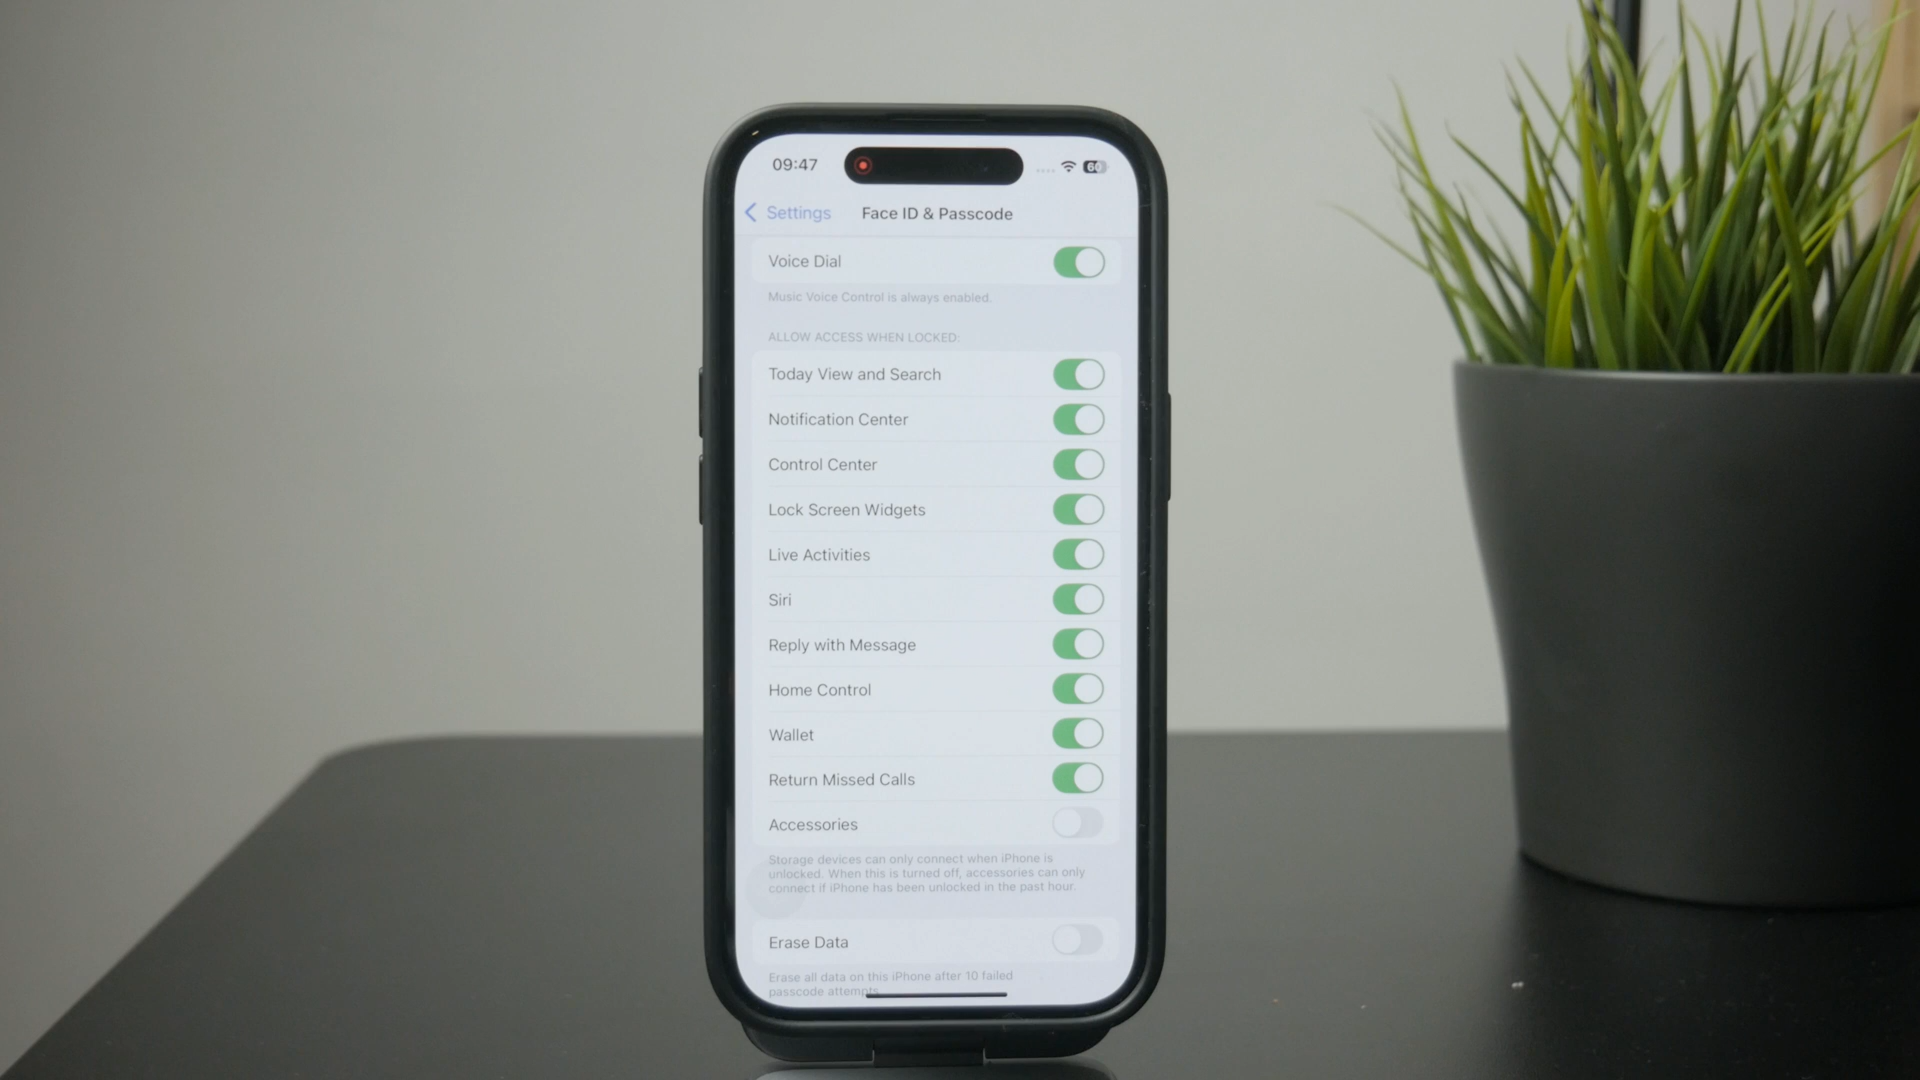 09:47
60
Settings
Face ID & Passcode
Voice Dial
Music Voice Control is always enabled.
ALLOW ACCESS WHEN LOCKED:
Today View and Search
Notification Center
Control Center
Lock Screen Widgets
Live Activities
Siri
Reply with Message
Home Control
Wallet
Return Missed Calls
Accessories
Storage devices can only connect when iPhone is
unlocked. When this is turned off, accessories can only
connect if iPhone has been unlocked in the past hour.
Erase Data
Erase all data on this iPhone after 10 failed
passcode attempts.